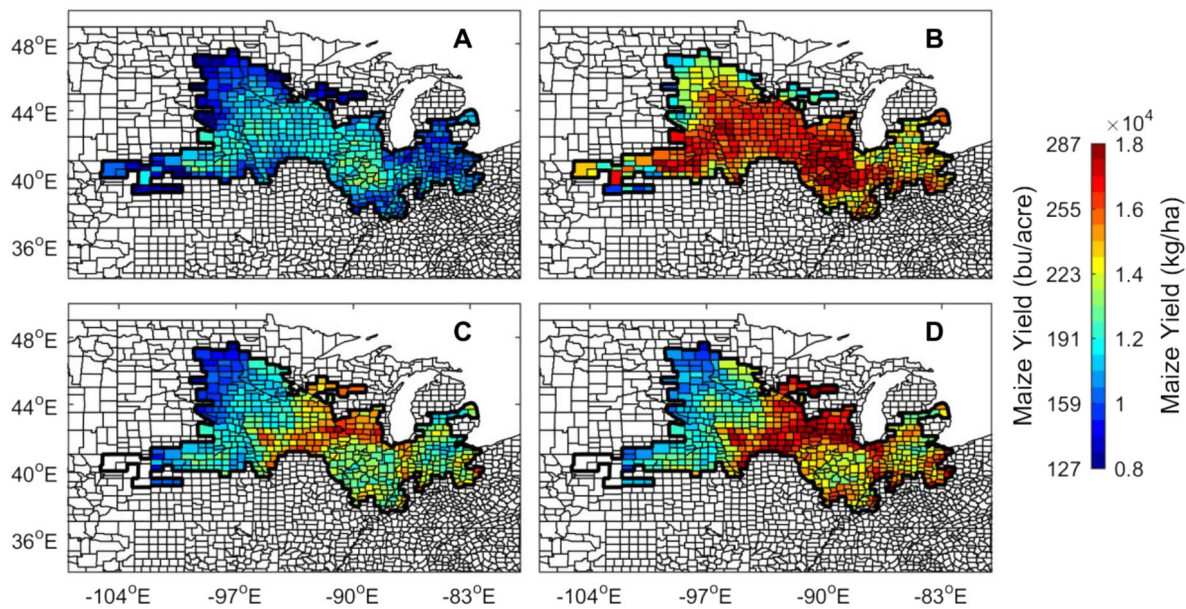 A
B
48°E
44°E
40°E
36°E
C
D
48°E
44°E
40°E
36°E
-104°E
-97°E
-90°E
-83°E
-104°E
-97°E
-90°E
-83°E
×10⁴
287
1.8
255
1.6
223
1.4
191
1.2
159
1
127
0.8
Maize Yield (bu/acre)
Maize Yield (kg/ha)